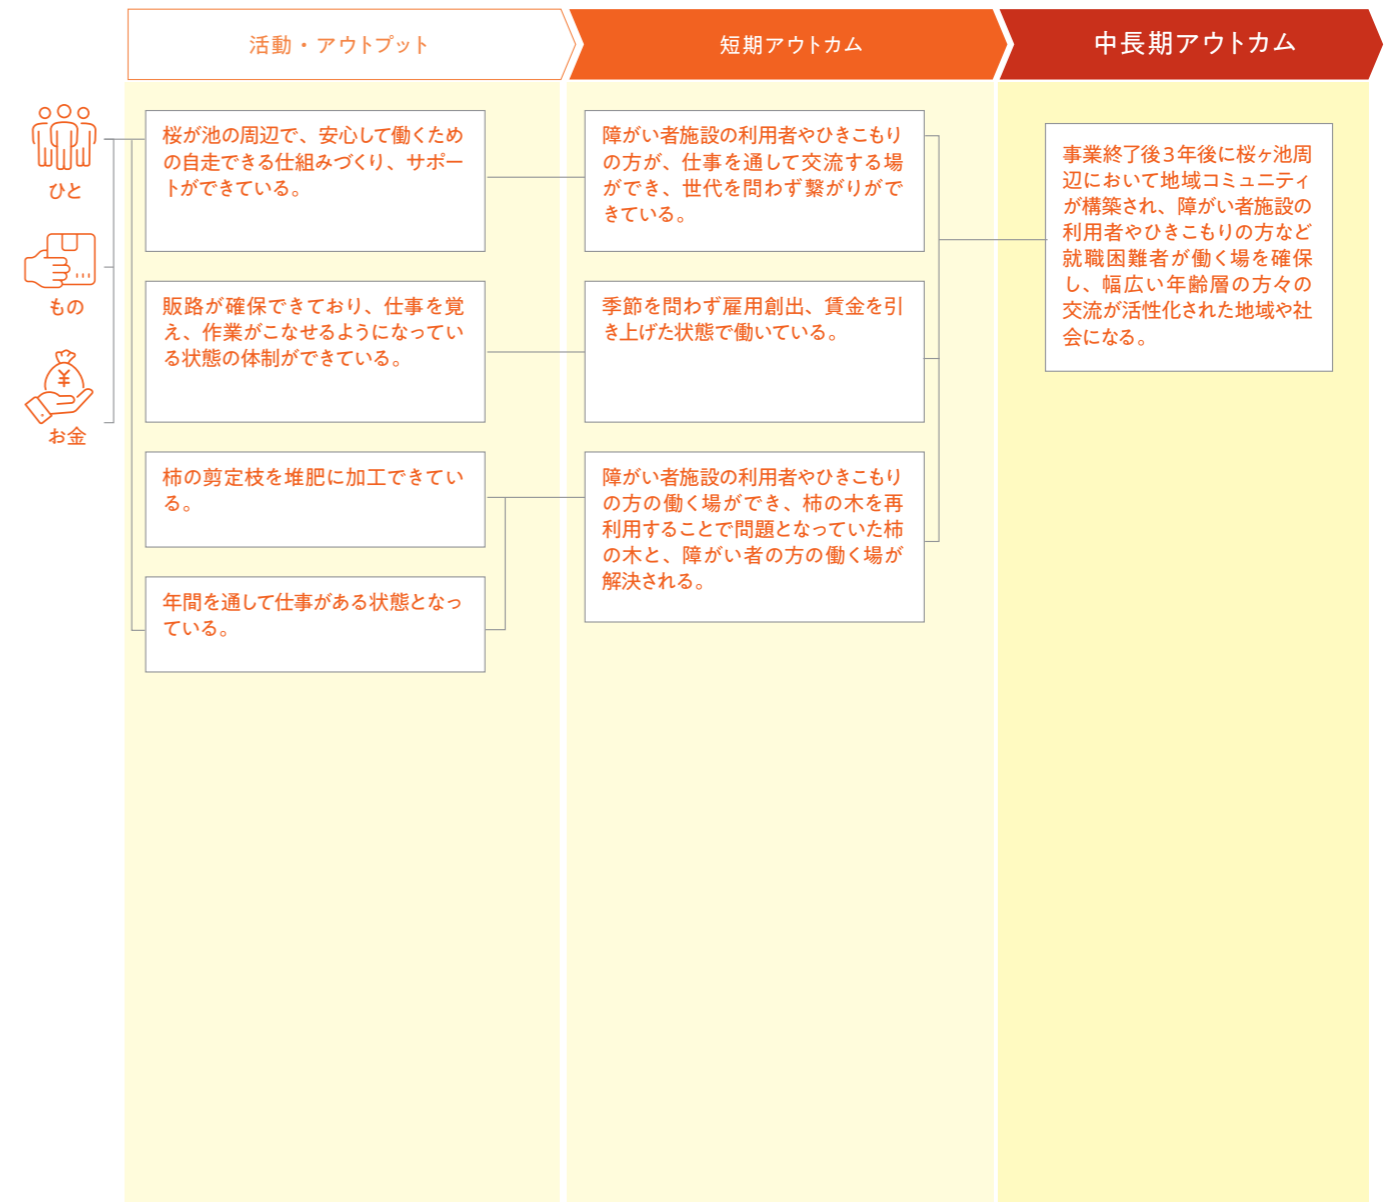 活動・アウトプット
短期アウトカム
中長期アウトカム
ひと
もの
¥
お金
桜が池の周辺で、安心して働くため
の自走できる仕組みづくり、サポー
トができている。
販路が確保できており、仕事を覚
え、作業がこなせるようになってい
る状態の体制ができている。
柿の剪定枝を堆肥に加工できてい
る。
年間を通して仕事がある状態となっ
ている。
障がい者施設の利用者やひきこもり
の方が、仕事を通して交流する場
ができ、世代を問わず繋がりがで
きている。
季節を問わず雇用創出、賃金を引
き上げた状態で働いている。
障がい者施設の利用者やひきこもり
の方の働く場ができ、柿の木を再
利用することで問題となっていた柿
の木と、障がい者の方の働く場が
解決される。
事業終了後3年後に桜ヶ池周
辺において地域コミュニティ
が構築され、障がい者施設の
利用者やひきこもりの方など
就職困難者が働く場を確保
し、幅広い年齢層の方々の
交流が活性化された地域や社
会になる。